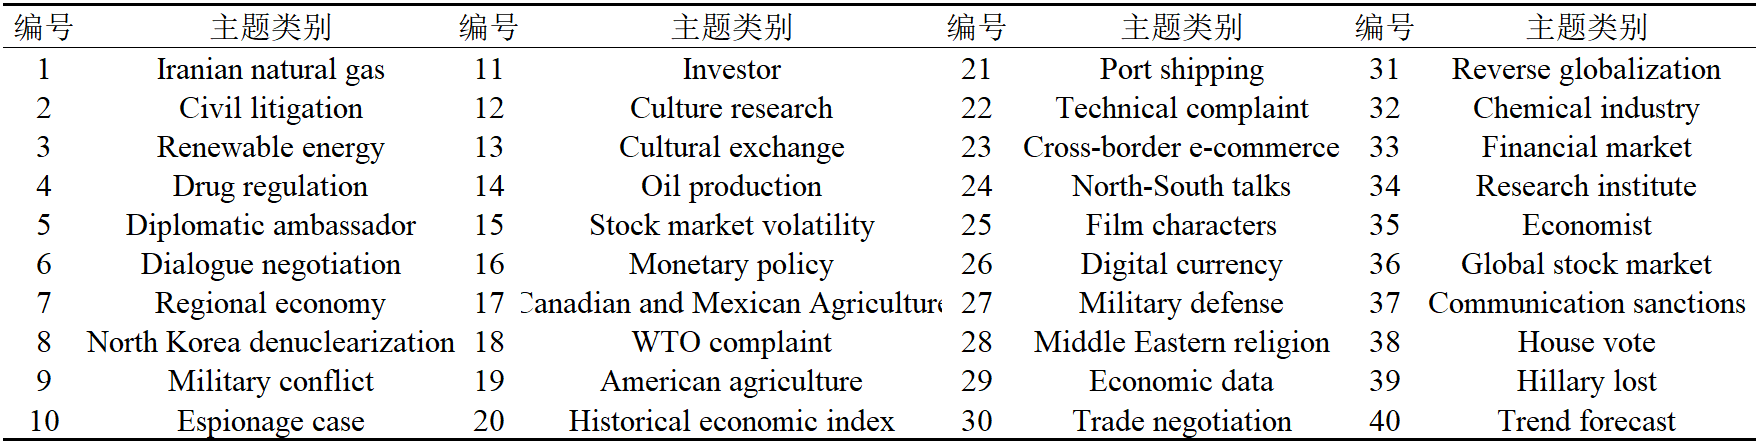 编号 主题类别 编号 主题类别 编号 主题类别 编号 主题类别
1 Iranian natural gas 11 Investor 21 Port shipping 31 Reverse globalization
2 Civil litigation 12 Culture research 22 Technical complaint 32 Chemical industry
3 Renewable energy 13 Cultural exchange 23 Cross-border e-commerce 33 Financial market
4 Drug regulation 14 Oil production 24 North-South talks 34 Research institute
5 Diplomatic ambassador 15 Stock market volatility 25 Film characters 35 Economist
6 Dialogue negotiation 16 Monetary policy 26 Digital currency 36 Global stock market
7 Regional economy 17 Canadian and Mexican Agriculture 27 Military defense 37 Communication sanctions
8 North Korea denuclearization 18 WTO complaint 28 Middle Eastern religion 38 House vote
9 Military conflict 19 American agriculture 29 Economic data 39 Hillary lost
10 Espionage case 20 Historical economic index 30 Trade negotiation 40 Trend forecast